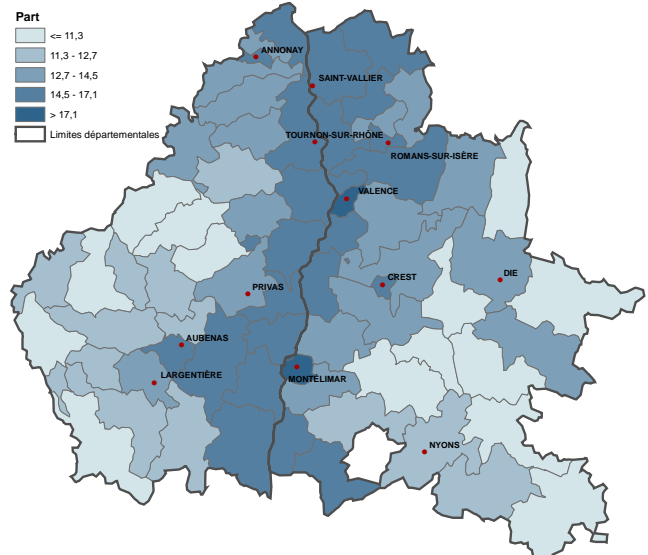 Part
<= 11,3
11,3 - 12,7
12,7 - 14,5
14,5 - 17,1
> 17,1
Limites départementales
ANNONAY
SAINT-VALLIER
TOURNON-SUR-RHÔNE
ROMANS-SUR-ISÈRE
VALENCE
DIE
CREST
PRIVAS
AUBENAS
LARGENTIÈRE
MONTÉLIMAR
NYONS